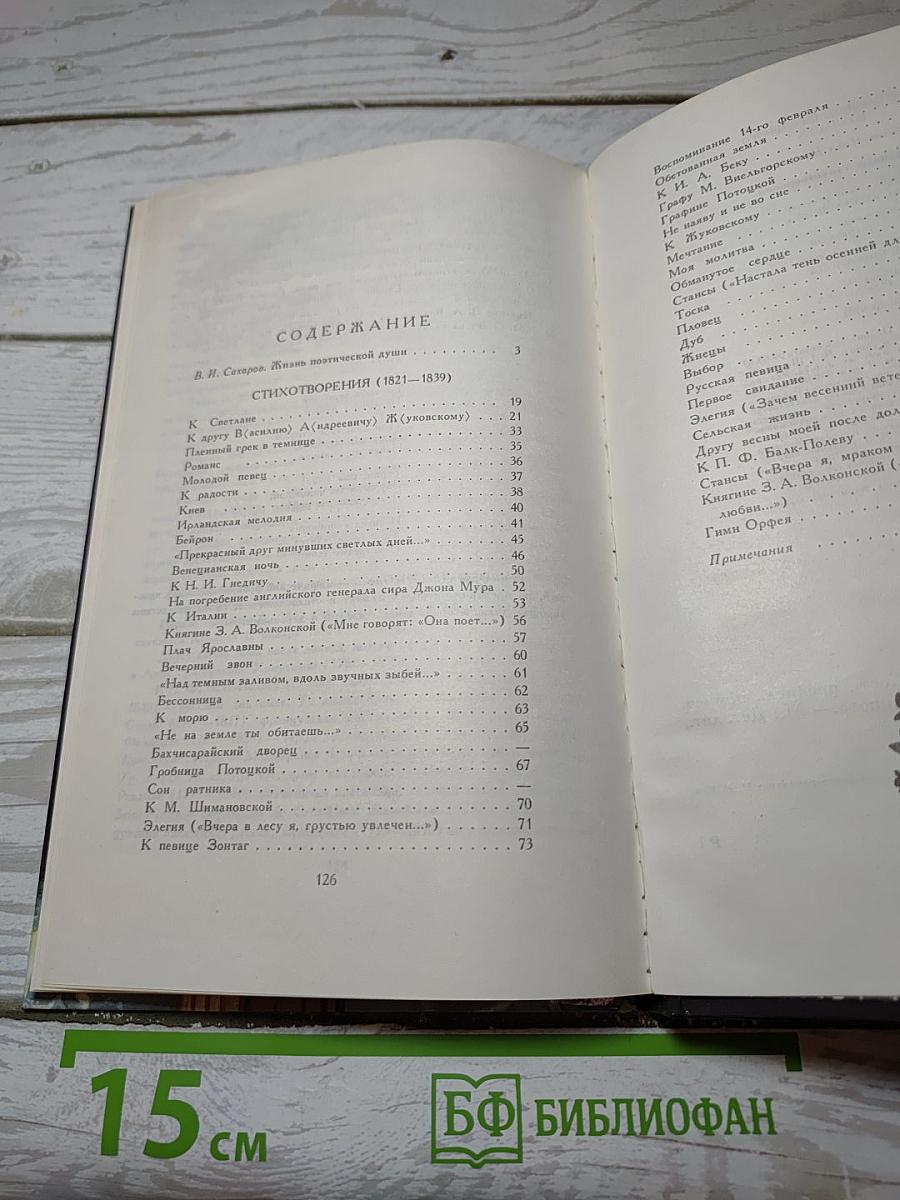 СОДЕРЖАНИЕ
В. И. Сахаров. Жизнь поэтической души . . . . . . . . . 3
СТИХОТВОРЕНИЯ (1821—1839)
К Светлане . . . . . . . . . . . . . . . . . . . . 19
К другу В⟨асилию⟩ А⟨ндреевичу⟩ Ж⟨уковскому⟩ . . . 21
Пленный грек в темнице . . . . . . . . . . . . . . 33
Романс . . . . . . . . . . . . . . . . . . . . 35
Молодой певец . . . . . . . . . . . . . . . . . . 36
К радости . . . . . . . . . . . . . . . . . . . . 37
Киев . . . . . . . . . . . . . . . . . . . . 38
Ирландская мелодия . . . . . . . . . . . . . . . . 40
Бейрон . . . . . . . . . . . . . . . . . . . . 41
«Прекрасный друг минувших светлых дней...» . . . . . 45
Венецианская ночь . . . . . . . . . . . . . . . . 46
К Н. И. Гнедичу . . . . . . . . . . . . . . . . . 50
На погребение английского генерала сира Джона Мура . 52
К Италии . . . . . . . . . . . . . . . . . . . . 53
Княгине З. А. Волконской («Мне говорят: «Она поет...») 56
Плач Ярославны . . . . . . . . . . . . . . . . . 57
Вечерний звон . . . . . . . . . . . . . . . . . . 60
«Над темным заливом, вдоль звучных зыбей...» . . . . . 61
Бессонница . . . . . . . . . . . . . . . . . . . 62
К морю . . . . . . . . . . . . . . . . . . . . 63
«Не на земле ты обитаешь...» . . . . . . . . . . . . 65
Бахчисарайский дворец . . . . . . . . . . . . . . —
Гробница Потоцкой . . . . . . . . . . . . . . . . 67
Сон ратника . . . . . . . . . . . . . . . . . . . —
К М. Шимановской . . . . . . . . . . . . . . . . 70
Элегия («Вчера в лесу я, грустью увлечен...») . . . . . . 71
К певице Зонтаг . . . . . . . . . . . . . . . . . . 73
126
Воспоминание 14-го февраля . . . . .
Обетованная земля . . . . .
К И. А. Беку . . . . .
Графу М. Виельгорскому . . . . .
Графине Потоцкой . . . . .
Не наяву и не во сне . . . . .
К Жуковскому . . . . .
Мечтание . . . . .
Моя молитва . . . . .
Обманутое сердце . . . . .
Стансы («Настала тень осенней
Тоска . . . . .
Пловец . . . . .
Дуб . . . . .
Жнецы . . . . .
Выбор . . . . .
Русская певица . . . . .
Первое свидание . . . . .
Элегия («Зачем весенний
Сельская жизнь . . . . .
Другу весны моей после
К П. Ф. Балк-Полеву . . . . .
Стансы («Вчера я, мраком
Княгине З. А. Волконской
любви...») . . . . .
Гимн Орфея . . . . .
Примечания . . . . .
15 см
БФ БИБЛИОФАН